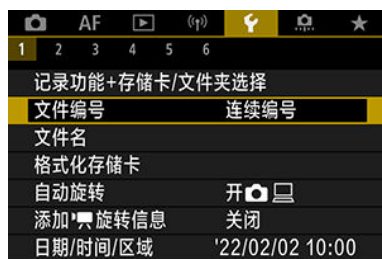 AF
1 2 3 4 5 6
记录功能+存储卡/文件夹选择
文件编号 连续编号
文件名
格式化存储卡
自动旋转 开
添加旋转信息 关闭
日期/时间/区域 '22/02/02 10:00